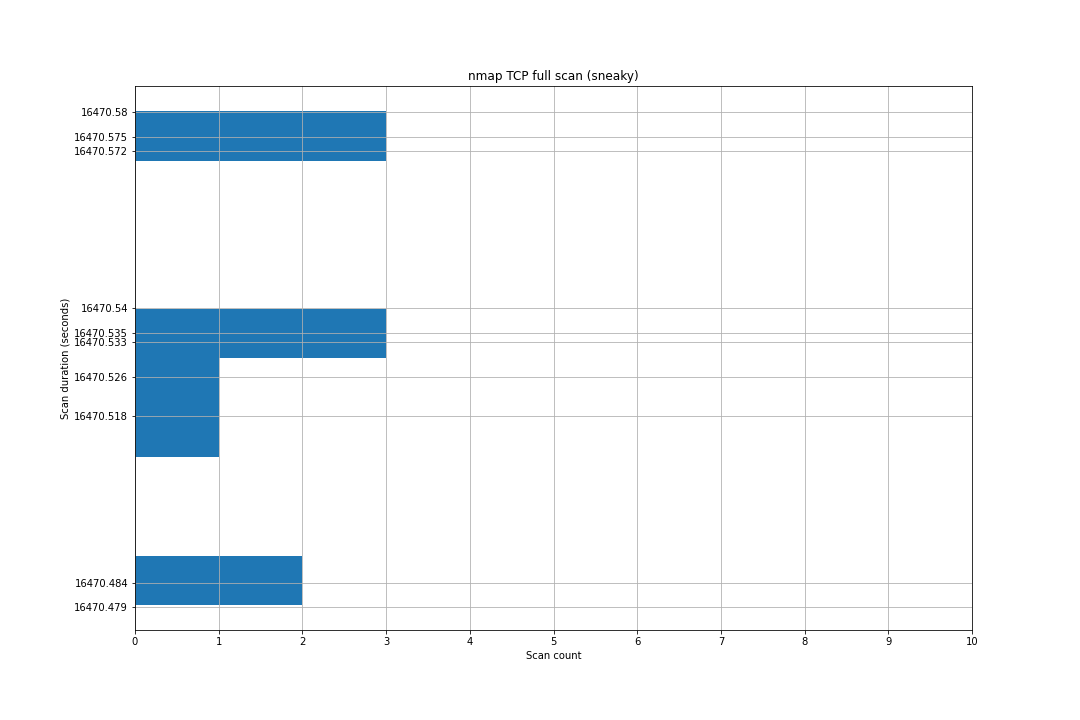 nmap TCP full scan (sneaky)
Scan duration (seconds)
16470.58
16470.575
16470.572
16470.54
16470.535
16470.533
16470.526
16470.518
16470.484
16470.479
0 1 2 3 4 5 6 7 8 9 10
Scan count